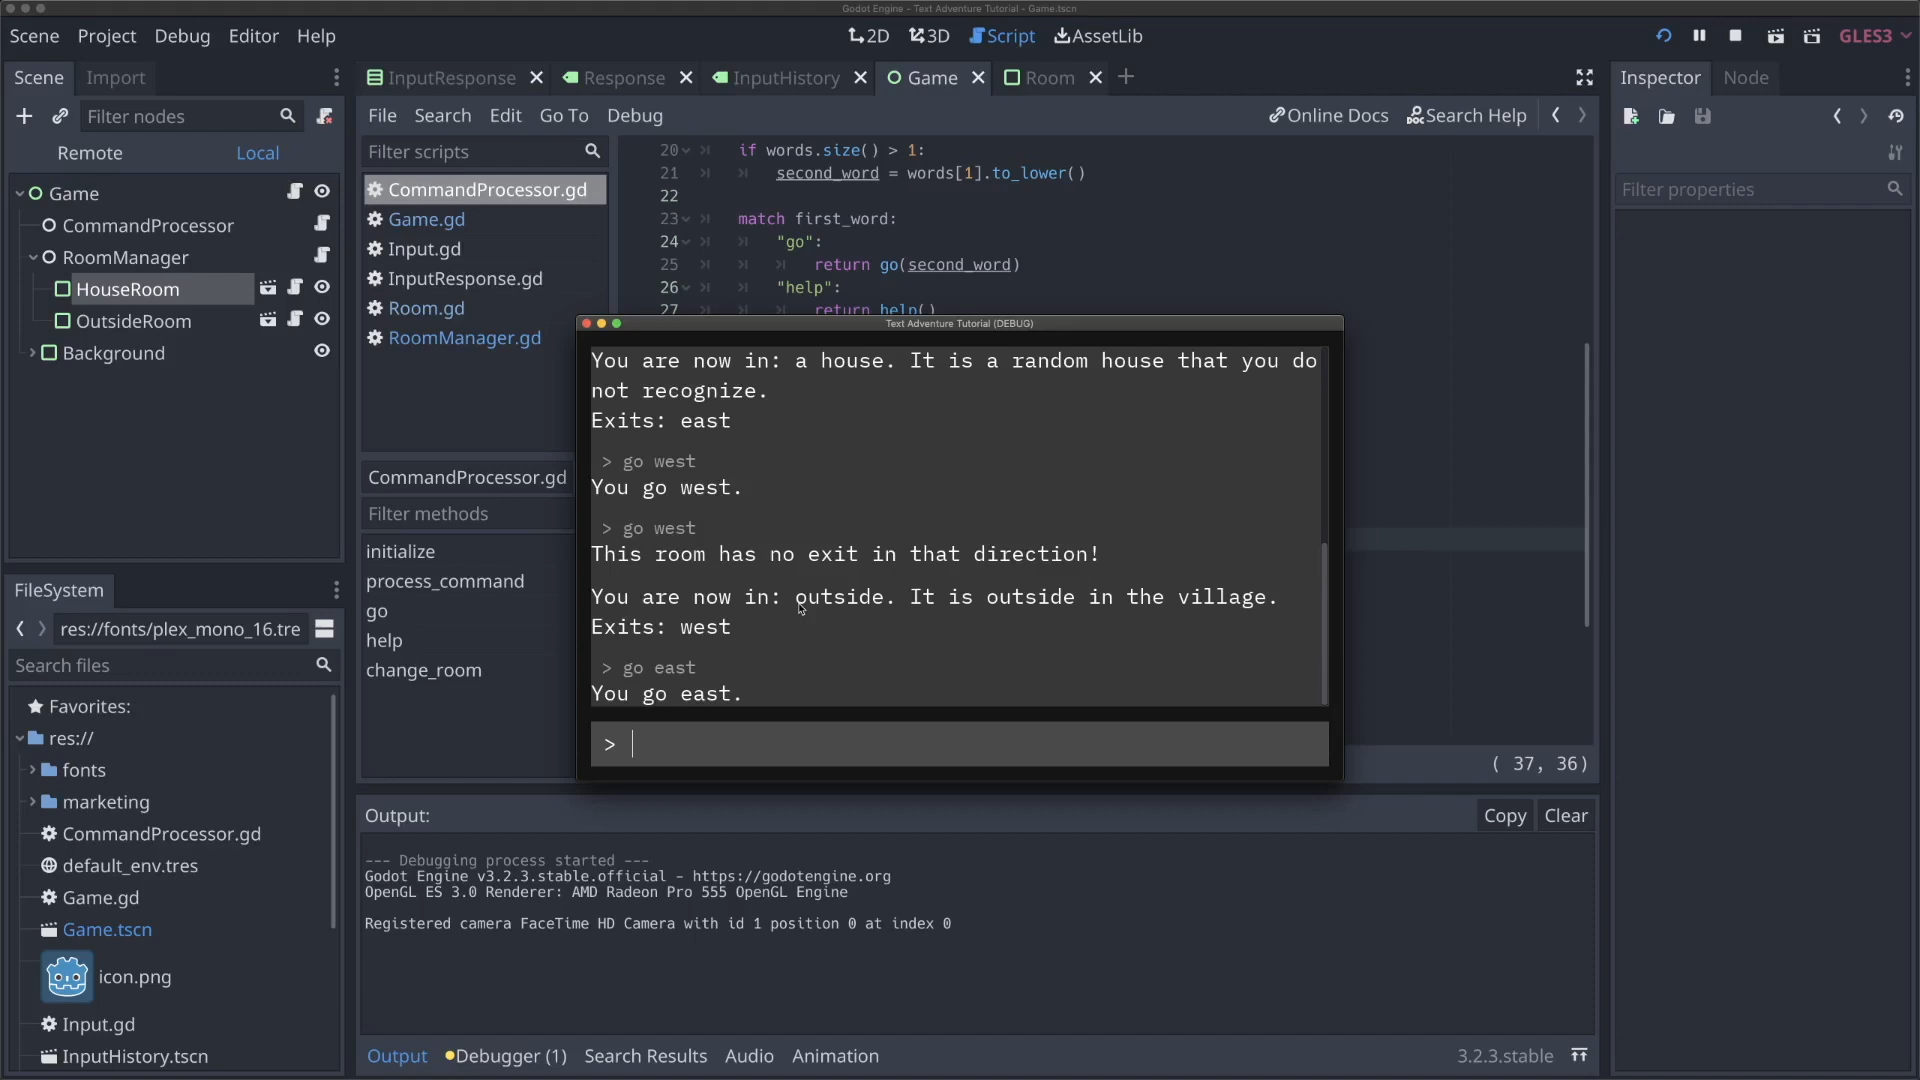 Godot Engine - Text Adventure Tutorial - Game.tscn
Scene Project Debug Editor Help
2D 3D Script AssetLib
GLES3
Scene Import
Filter nodes
Remote Local
Game
CommandProcessor
RoomManager
HouseRoom
OutsideRoom
Background
FileSystem
res://fonts/plex_mono_16.tre
Search files
Favorites:
res://
fonts
marketing
CommandProcessor.gd
default_env.tres
Game.gd
Game.tscn
icon.png
Input.gd
InputHistory.tscn
InputResponse Response InputHistory Game Room
File Search Edit Go To Debug
Online Docs Search Help
Filter scripts
CommandProcessor.gd
Game.gd
Input.gd
InputResponse.gd
Room.gd
RoomManager.gd
CommandProcessor.gd
Filter methods
initialize
process_command
go
help
change_room
20 if words.size() > 1:
21 second_word = words[1].to_lower()
22
23 match first_word:
24 "go":
25 return go(second_word)
26 "help":
27 return help()
Text Adventure Tutorial (DEBUG)
You are now in: a house. It is a random house that you do
not recognize.
Exits: east
> go west
You go west.
> go west
This room has no exit in that direction!
You are now in: outside. It is outside in the village.
Exits: west
> go east
You go east.
>
( 37, 36)
Output:
Copy Clear
--- Debugging process started ---
Godot Engine v3.2.3.stable.official - https://godotengine.org
OpenGL ES 3.0 Renderer: AMD Radeon Pro 555 OpenGL Engine
Registered camera FaceTime HD Camera with id 1 position 0 at index 0
Output Debugger (1) Search Results Audio Animation
3.2.3.stable
Inspector Node
Filter properties